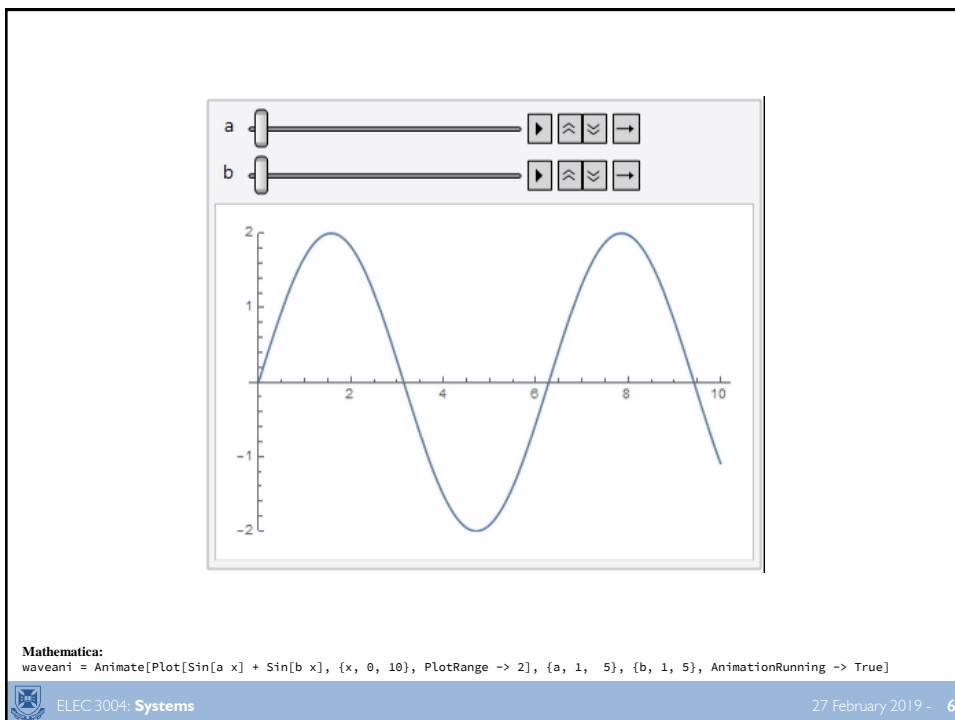 a
b
2
1
2
4
6
8
10
-1
-2
Mathematica:
waveani = Animate[Plot[Sin[a x] + Sin[b x], {x, 0, 10}, PlotRange -> 2], {a, 1,  5}, {b, 1, 5}, AnimationRunning -> True]
ELEC 3004: Systems
27 February 2019 - 6